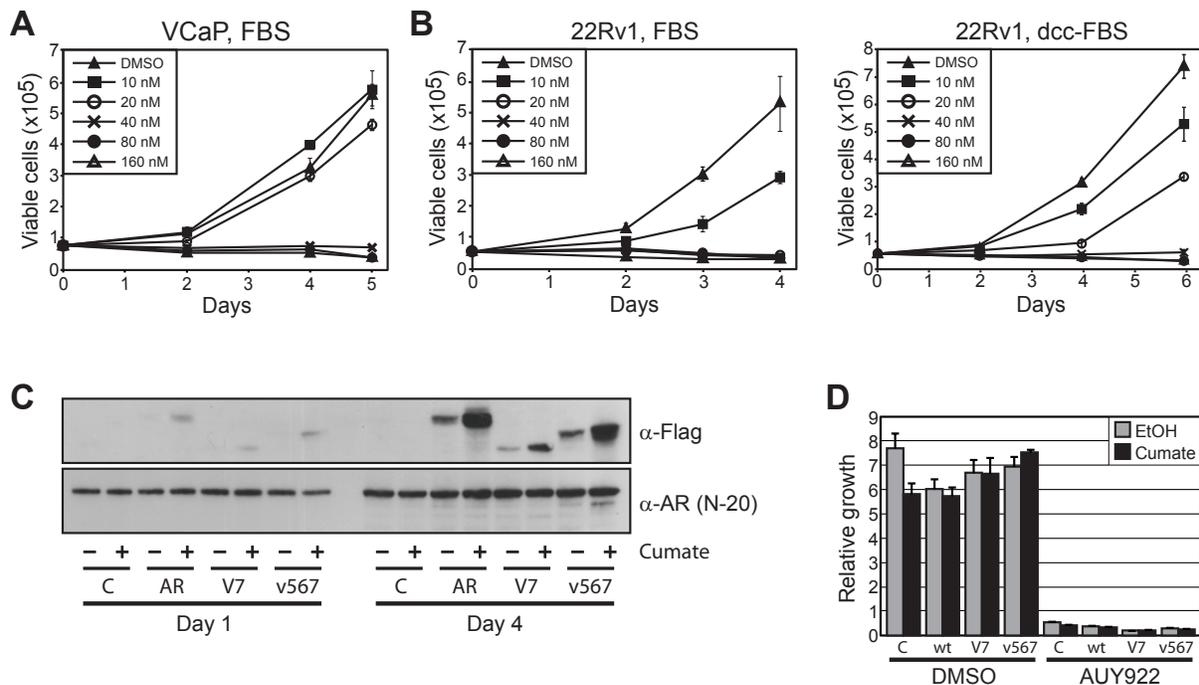 A
VCaP, FBS
7
6
5
4
3
2
1
0
Viable cells (x10⁵)
DMSO
10 nM
20 nM
40 nM
80 nM
160 nM
0 1 2 3 4 5
Days
B
22Rv1, FBS
7
6
5
4
3
2
1
0
Viable cells (x10⁵)
DMSO
10 nM
20 nM
40 nM
80 nM
160 nM
0 1 2 3 4
Days
22Rv1, dcc-FBS
8
7
6
5
4
3
2
1
0
Viable cells (x10⁵)
DMSO
10 nM
20 nM
40 nM
80 nM
160 nM
0 1 2 3 4 5 6
Days
C
α-Flag
α-AR (N-20)
– + – + – + – + – + – + – + – + Cumate
C AR V7 v567 C AR V7 v567
Day 1 Day 4
D
9
8
7
6
5
4
3
2
1
0
Relative growth
EtOH
Cumate
C wt V7 v567 C wt V7 v567
DMSO AUY922